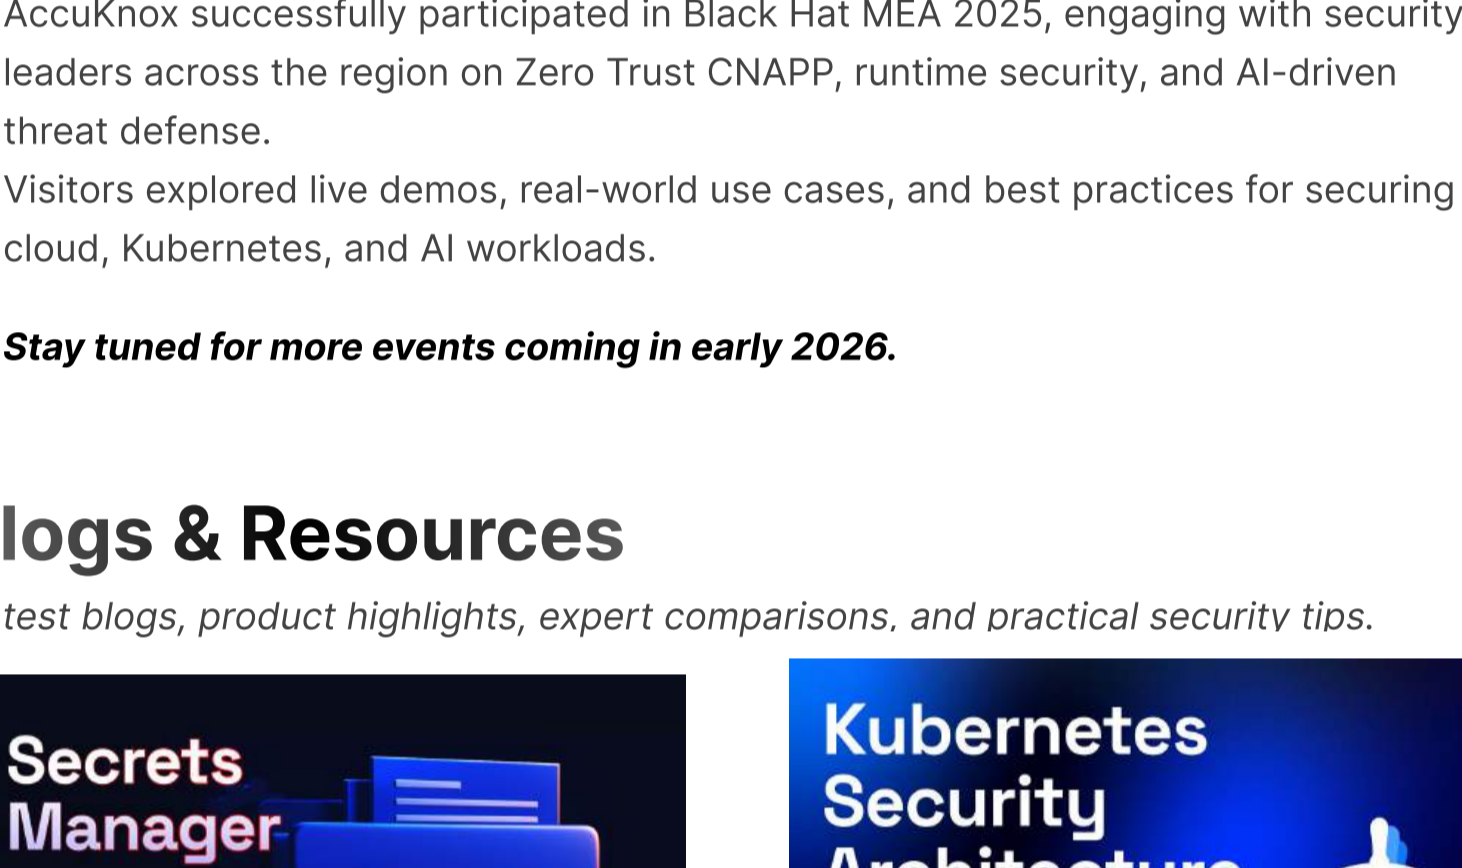 AccuKnox successfully participated in Black Hat MEA 2025, engaging with security
leaders across the region on Zero Trust CNAPP, runtime security, and AI-driven
threat defense.
Visitors explored live demos, real-world use cases, and best practices for securing
cloud, Kubernetes, and AI workloads.
Stay tuned for more events coming in early 2026.
logs & Resources
test blogs, product highlights, expert comparisons, and practical security tips.
Secrets
Manager
Kubernetes
Security
Architecture